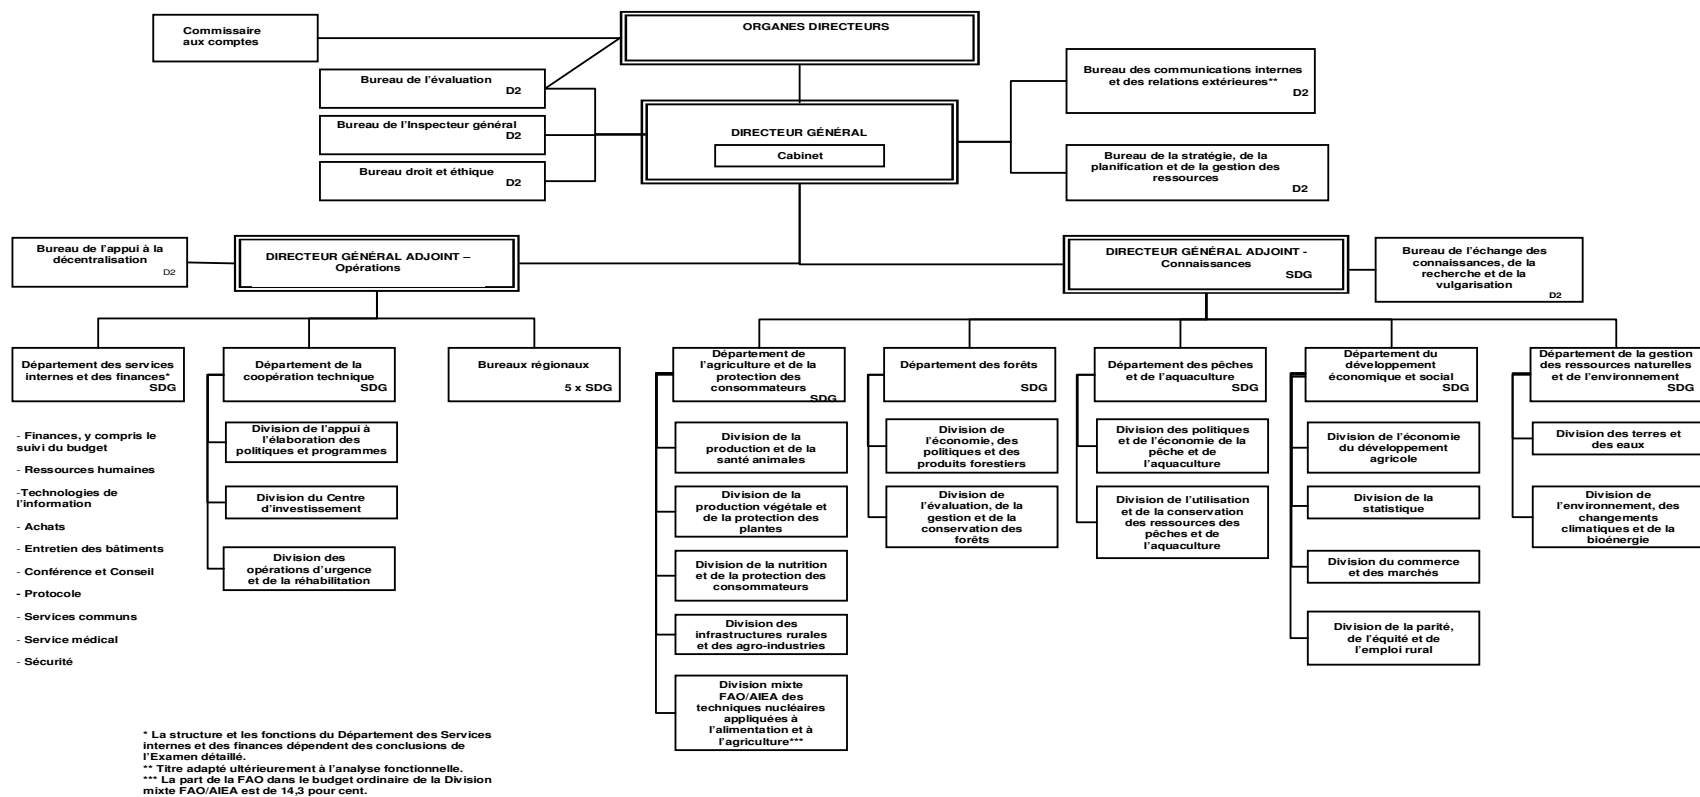 ORGANES DIRECTEURS
Commissaire
aux comptes
Bureau de l'évaluation
D2
Bureau de l'Inspecteur général
D2
Bureau droit et éthique
D2
DIRECTEUR GÉNÉRAL
Cabinet
Bureau des communications internes
et des relations extérieures**
D2
Bureau de la stratégie, de la
planification et de la gestion des
ressources
D2
Bureau de l'appui à la
décentralisation
D2
DIRECTEUR GÉNÉRAL ADJOINT –
Opérations
DIRECTEUR GÉNÉRAL ADJOINT -
Connaissances
SDG
Bureau de l'échange des
connaissances, de la
recherche et de la
vulgarisation
D2
Département des services
internes et des finances*
SDG
- Finances, y compris le
suivi du budget
- Ressources humaines
-Technologies de
l'information
- Achats
- Entretien des bâtiments
- Conférence et Conseil
- Protocole
- Services communs
- Service médical
- Sécurité
Département de la
coopération technique
SDG
Division de l'appui à
l'élaboration des
politiques et programmes
Division du Centre
d'investissement
Division des
opérations d'urgence
et de la réhabilitation
Bureaux régionaux
5 x SDG
Département de
l'agriculture et de la
protection des
consommateurs
SDG
Division de la
production et de la
santé animales
Division de la
production végétale et
de la protection des
plantes
Division de la nutrition
et de la protection des
consommateurs
Division des
infrastructures rurales
et des agro-industries
Division mixte
FAO/AIEA des
techniques nucléaires
appliquées à
l'alimentation et à
l'agriculture***
Département des forêts
SDG
Division de
l'économie, des
politiques et des
produits forestiers
Division de
l'évaluation, de la
gestion et de la
conservation des
forêts
Département des pêches
et de l'aquaculture
SDG
Division des politiques
et de l'économie de la
pêche et de
l'aquaculture
Division de l'utilisation
et de la conservation
des ressources des
pêches et de
l'aquaculture
Département du
développement
économique et social
SDG
Division de l'économie
du développement
agricole
Division de la
statistique
Division du commerce
et des marchés
Division de la parité,
de l'équité et de
l'emploi rural
Département de la gestion
des ressources naturelles
et de l'environnement
SDG
Division des terres et
des eaux
Division de
l'environnement, des
changements
climatiques et de la
bioénergie
* La structure et les fonctions du Département des Services
internes et des finances dépendent des conclusions de
l'Examen détaillé.
** Titre adapté ultérieurement à l'analyse fonctionnelle.
*** La part de la FAO dans le budget ordinaire de la Division
mixte FAO/AIEA est de 14,3 pour cent.